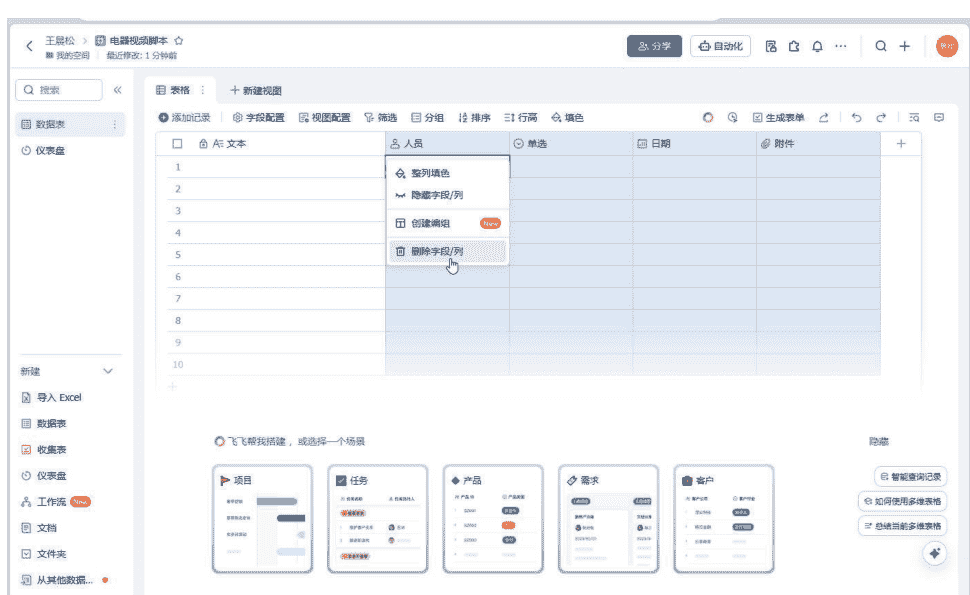 王晨松 > 电器视频脚本
我的空间 最近修改: 1 分钟前
分享 自动化
搜索
数据表
仪表盘
表格 新建视图
添加记录 字段配置 视图配置 筛选 分组 排序 行高 填色 生成表单
文本 人员 单选 日期 附件
1
2
3
4
5
6
7
8
9
10
整列填色
隐藏字段/列
创建编组 New
删除字段/列
新建
导入 Excel
数据表
收集表
仪表盘
工作流 New
文档
文件夹
从其他数据...
飞飞帮我搭建，或选择一个场景 隐藏
项目 任务 产品 需求 客户
智能查询记录
如何使用多维表格
总结当前多维表格